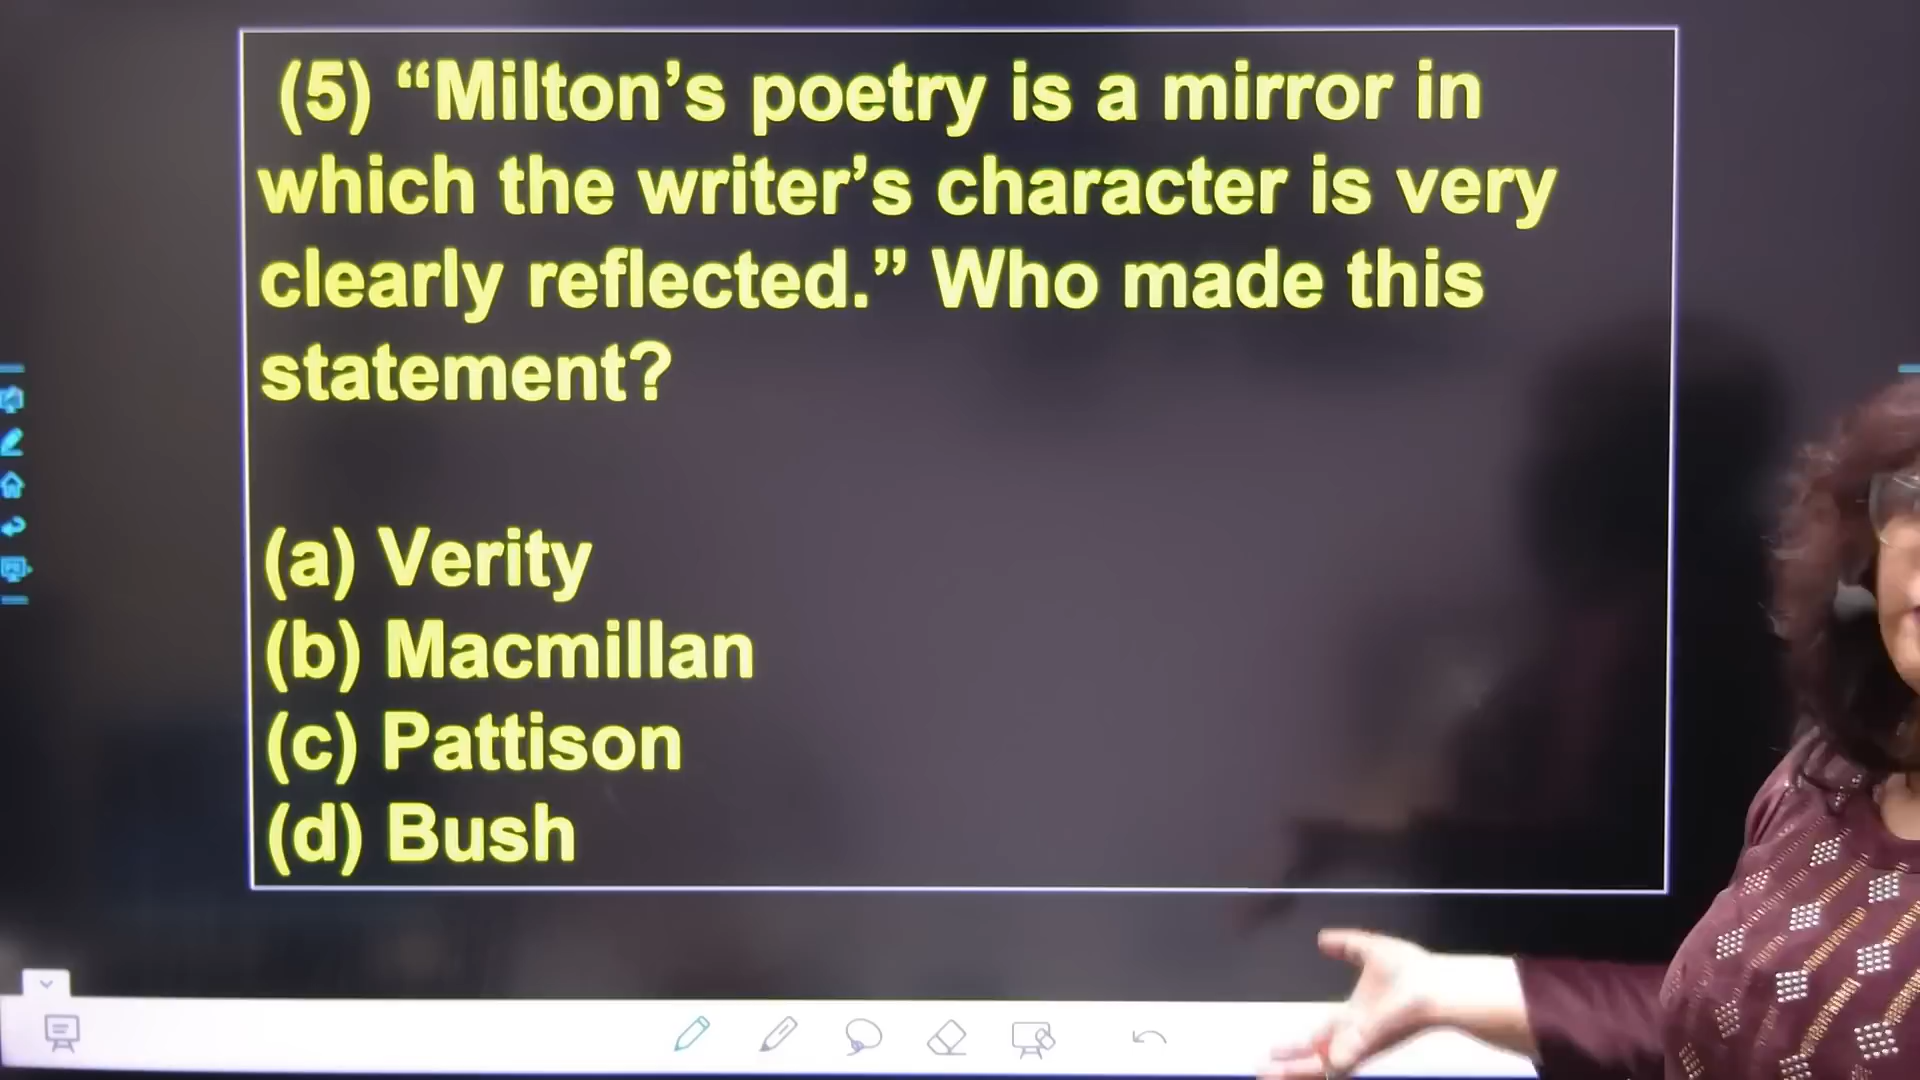 (5) “Milton’s poetry is a mirror in
which the writer’s character is very
clearly reflected.” Who made this
statement?
(a) Verity
(b) Macmillan
(c) Pattison
(d) Bush